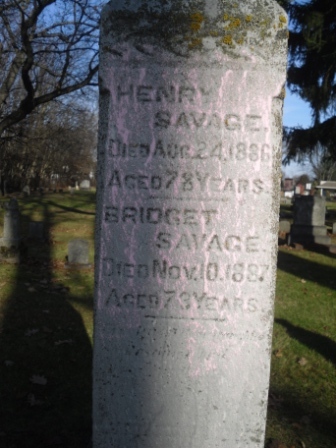 HENRY
SAVAGE.
DIED AUG. 24, 1886
AGED 78 YEARS.
BRIDGET
SAVAGE.
DIED NOV. 10, 1887
AGED 73 YEARS.